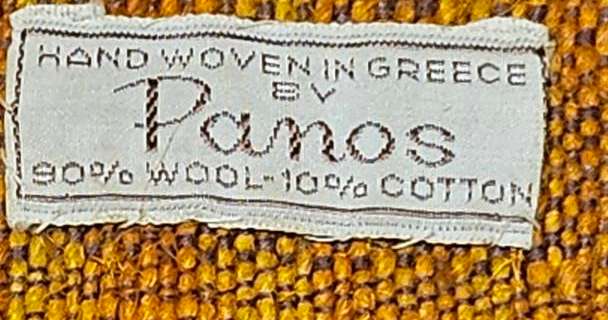 HAND WOVEN IN GREECE
BY
Panos
90% WOOL-10% COTTON